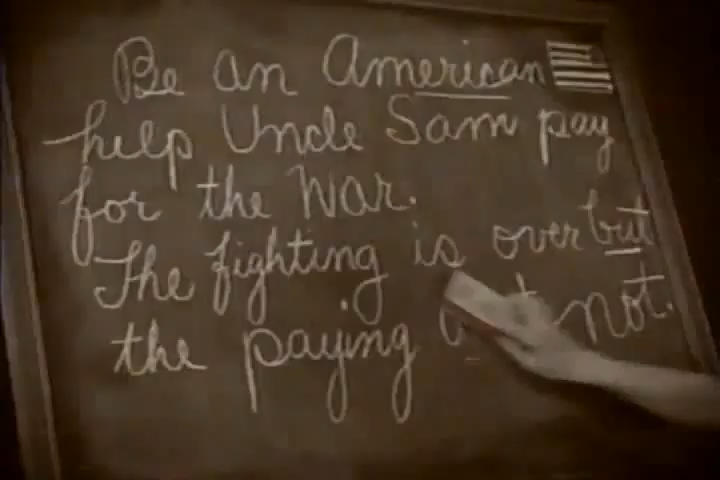 Be an American
help Uncle Sam pay
for the War.
The fighting is over but
the paying not.